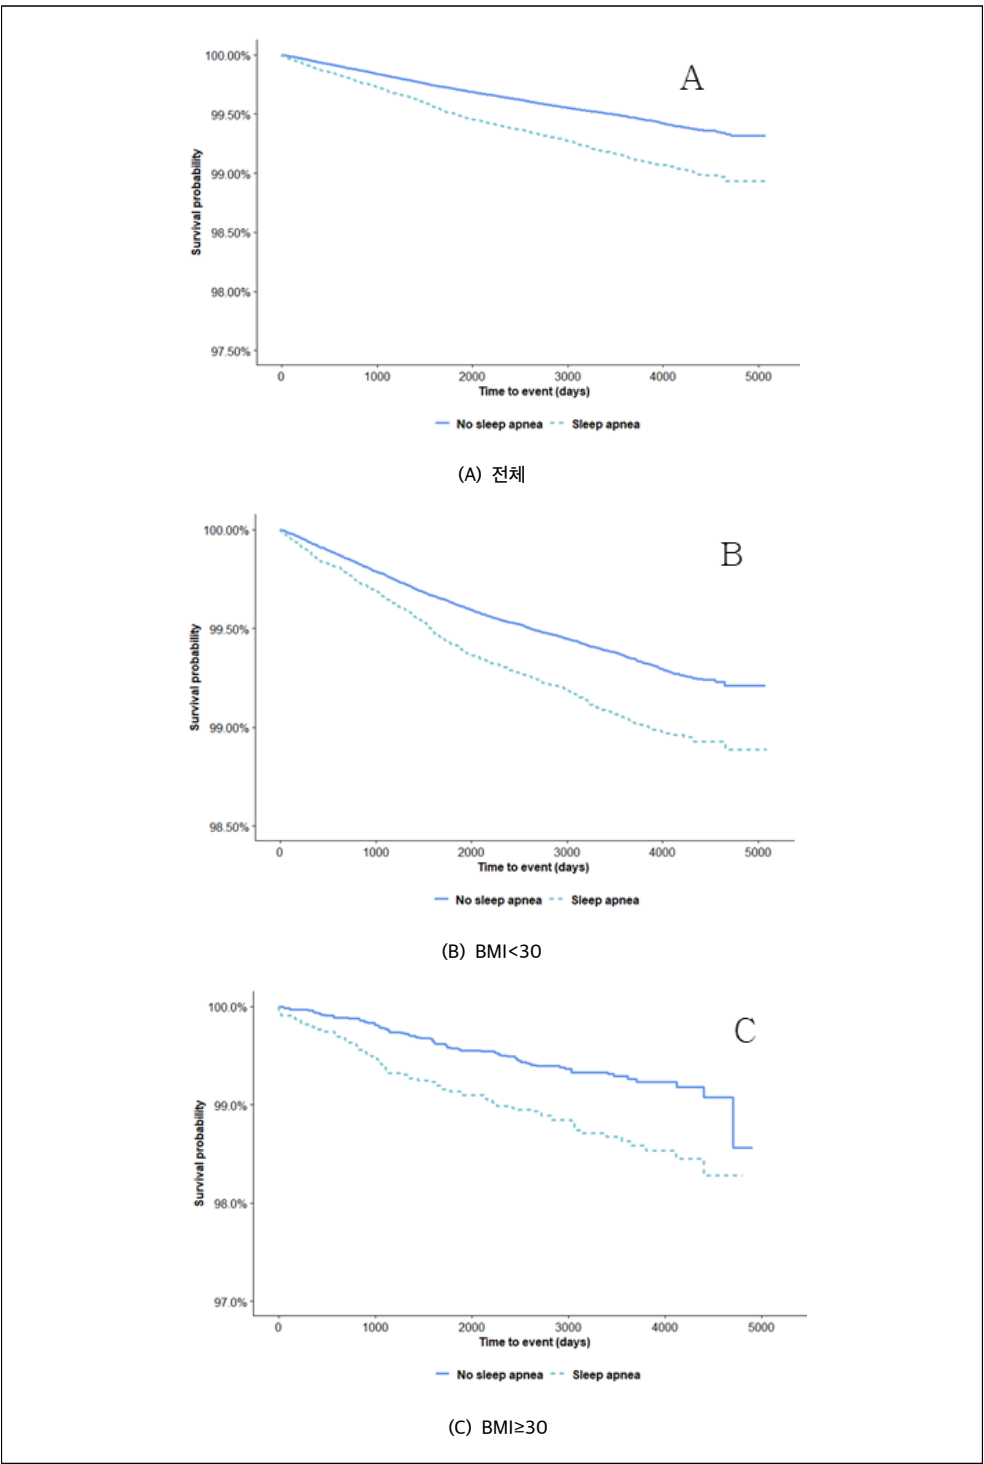 A
100.00%
99.50%
99.00%
98.50%
98.00%
97.50%
Survival probability
0 1000 2000 3000 4000 5000
Time to event (days)
No sleep apnea Sleep apnea
(A) 전체
B
100.00%
99.50%
99.00%
98.50%
Survival probability
0 1000 2000 3000 4000 5000
Time to event (days)
No sleep apnea Sleep apnea
(B) BMI<30
C
100.0%
99.0%
98.0%
97.0%
Survival probability
0 1000 2000 3000 4000 5000
Time to event (days)
No sleep apnea Sleep apnea
(C) BMI≥30